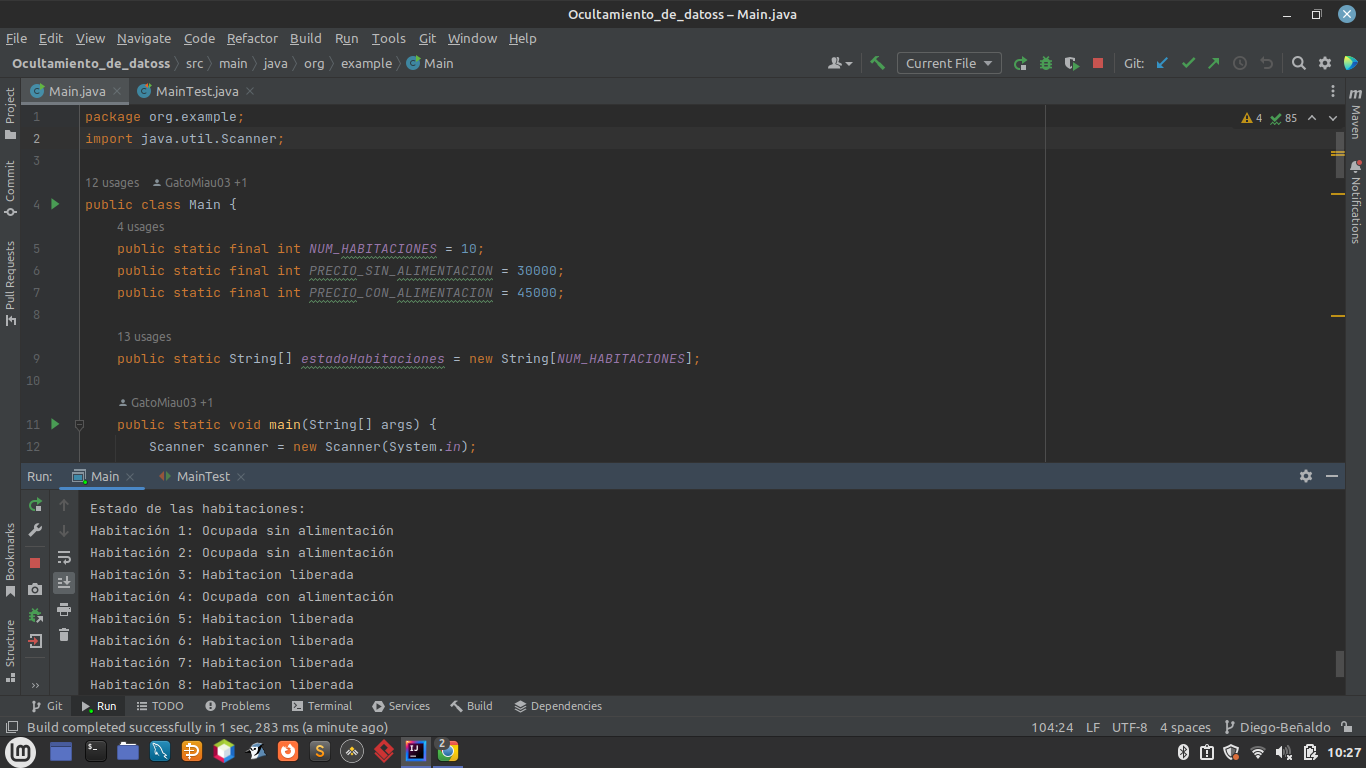 Ocultamiento_de_datoss – Main.java
File Edit View Navigate Code Refactor Build Run Tools Git Window Help
Ocultamiento_de_datoss src main java org example Main
Current File
Git:
Main.java
MainTest.java
Project
Commit
Pull Requests
Bookmarks
Structure
Maven
Notifications
4 85
1 package org.example;
2 import java.util.Scanner;
3
12 usages GatoMiau03 +1
4 public class Main {
4 usages
5 public static final int NUM_HABITACIONES = 10;
6 public static final int PRECIO_SIN_ALIMENTACION = 30000;
7 public static final int PRECIO_CON_ALIMENTACION = 45000;
8
13 usages
9 public static String[] estadoHabitaciones = new String[NUM_HABITACIONES];
10
GatoMiau03 +1
11 public static void main(String[] args) {
12 Scanner scanner = new Scanner(System.in);
Run: Main MainTest
Estado de las habitaciones:
Habitación 1: Ocupada sin alimentación
Habitación 2: Ocupada sin alimentación
Habitación 3: Habitacion liberada
Habitación 4: Ocupada con alimentación
Habitación 5: Habitacion liberada
Habitación 6: Habitacion liberada
Habitación 7: Habitacion liberada
Habitación 8: Habitacion liberada
Git Run TODO Problems Terminal Services Build Dependencies
Build completed successfully in 1 sec, 283 ms (a minute ago)
104:24 LF UTF-8 4 spaces Diego-Beñaldo
2
10:27